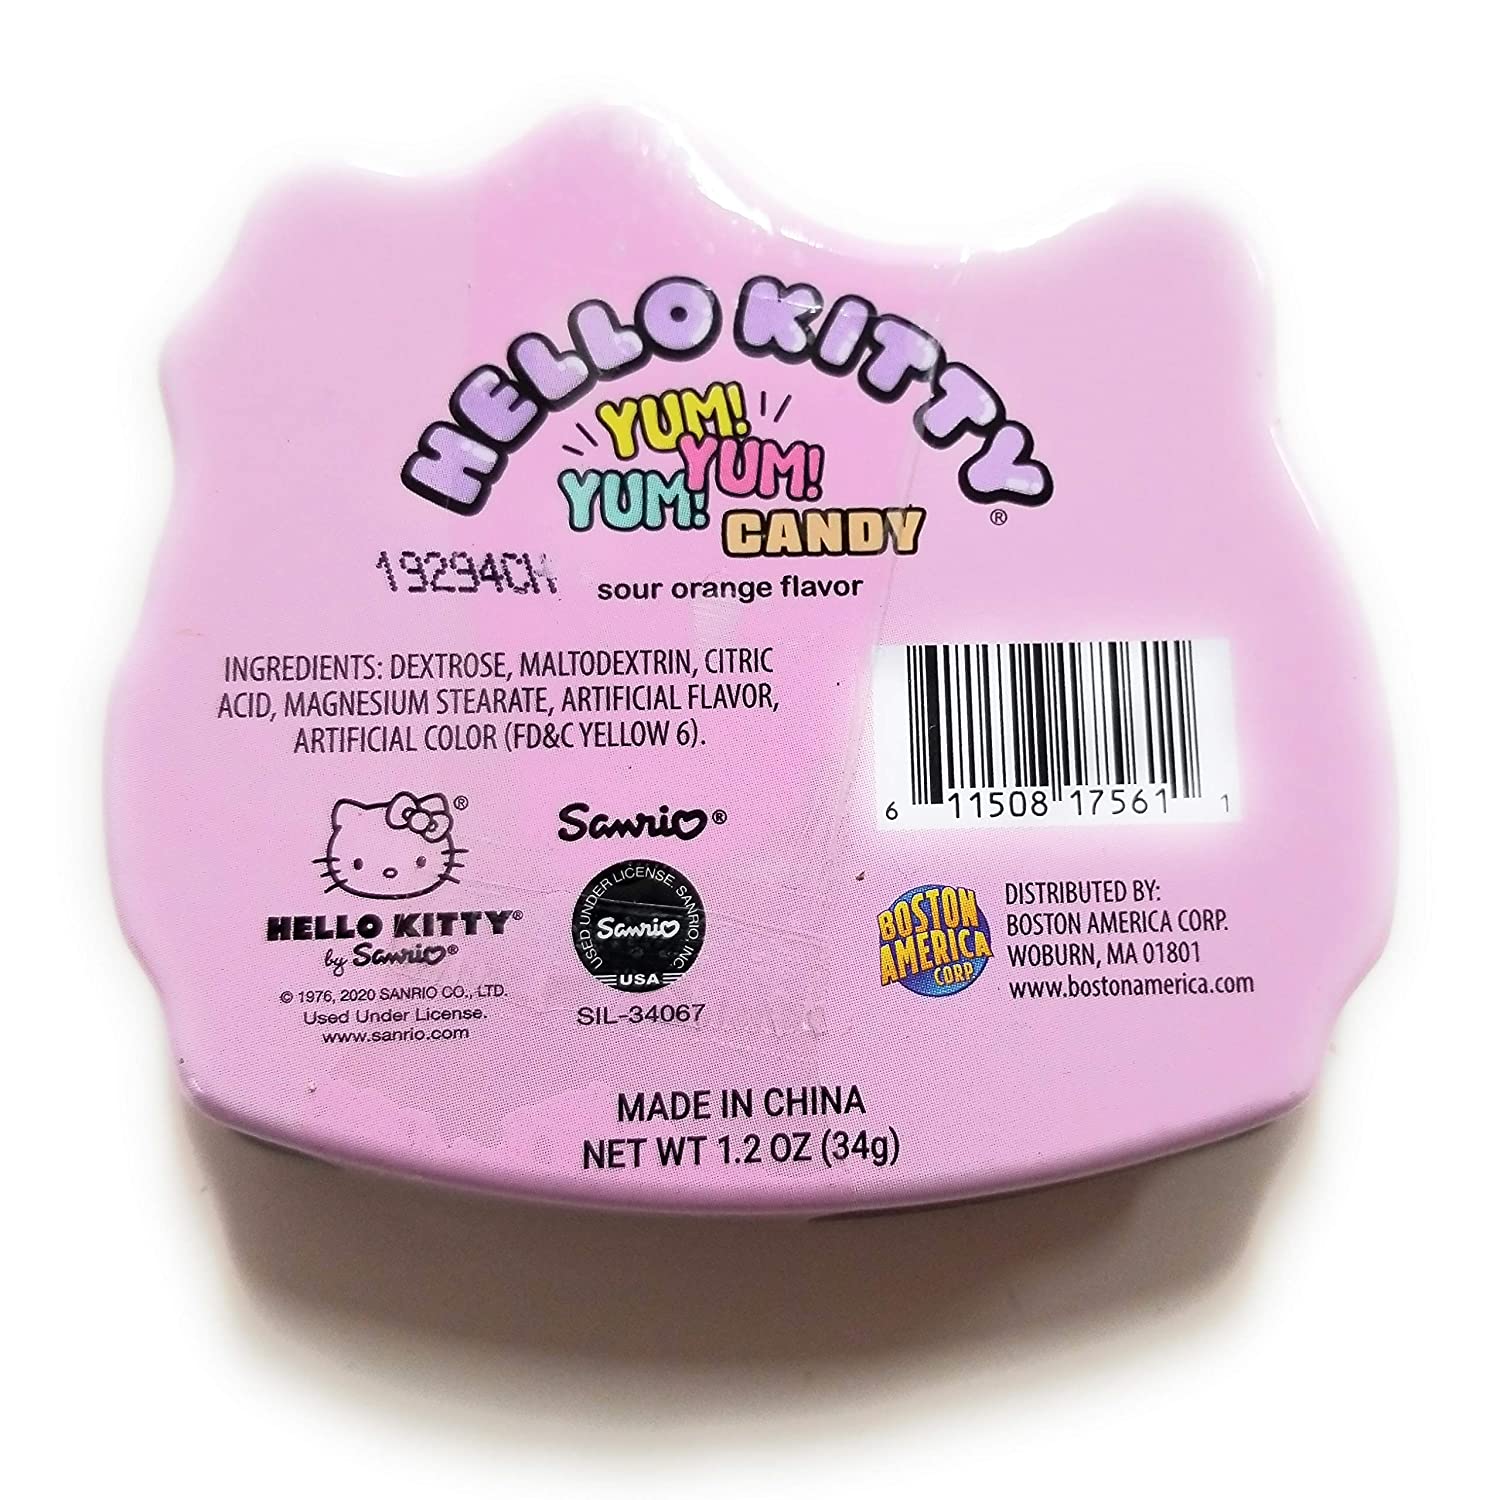 HELLO KITTY
YUM!
YUM!
YUM!
CANDY
®
19294CH
sour orange flavor
INGREDIENTS: DEXTROSE, MALTODEXTRIN, CITRIC
ACID, MAGNESIUM STEARATE, ARTIFICIAL FLAVOR,
ARTIFICIAL COLOR (FD&C YELLOW 6).
6 11508 17561 1
®
HELLO KITTY®
by Sanrio®
© 1976, 2020 SANRIO CO., LTD.
Used Under License.
www.sanrio.com
Sanrio®
USED UNDER LICENSE. SANRIO, INC.
Sanrio
USA
SIL-34067
BOSTON
AMERICA
CORP.
DISTRIBUTED BY:
BOSTON AMERICA CORP.
WOBURN, MA 01801
www.bostonamerica.com
MADE IN CHINA
NET WT 1.2 OZ (34g)